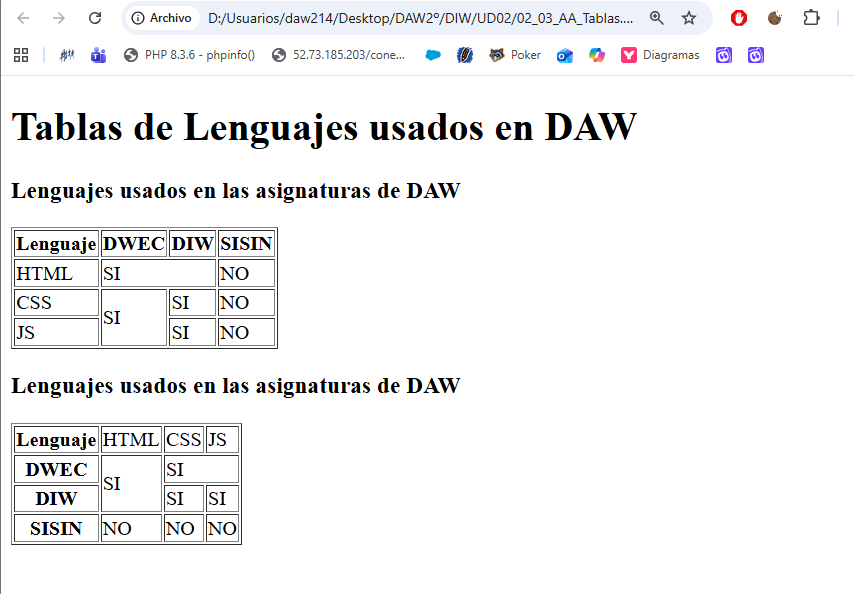 Archivo D:/Usuarios/daw214/Desktop/DAW2º/DIW/UD02/02_03_AA_Tablas....
PHP 8.3.6 - phpinfo() 52.73.185.203/cone... Poker Diagramas
Tablas de Lenguajes usados en DAW
Lenguajes usados en las asignaturas de DAW
Lenguaje DWEC DIW SISIN
HTML SI NO
CSS SI SI NO
JS SI NO
Lenguajes usados en las asignaturas de DAW
Lenguaje HTML CSS JS
DWEC SI SI
DIW SI SI
SISIN NO NO NO